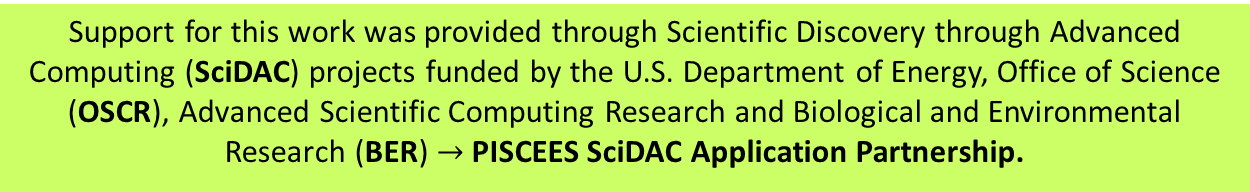 Support for this work was provided through Scientific Discovery through Advanced
Computing (SciDAC) projects funded by the U.S. Department of Energy, Office of Science
(OSCR), Advanced Scientific Computing Research and Biological and Environmental
Research (BER) → PISCEES SciDAC Application Partnership.